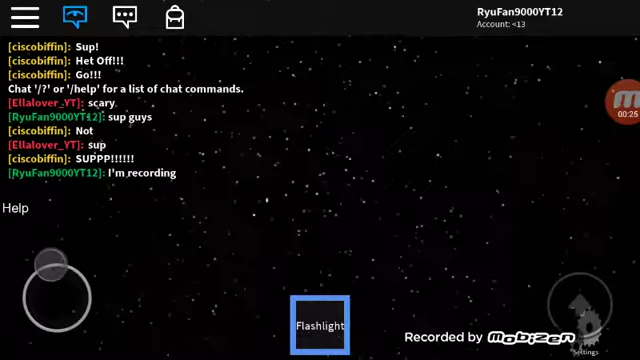 RyuFan9000YT12
Account: <13
[ciscobiffin]: Sup!
[ciscobiffin]: Het Off!!!
[ciscobiffin]: Go!!!
Chat '/?' or '/help' for a list of chat commands.
[Ellalover_YT]: scary
[RyuFan9000YT12]: sup guys
[ciscobiffin]: Not
[Ellalover_YT]: sup
[ciscobiffin]: SUPPP!!!!!!
[RyuFan9000YT12]: I'm recording
00:25
Help
Flashlight
Recorded by Mobizen
Settings